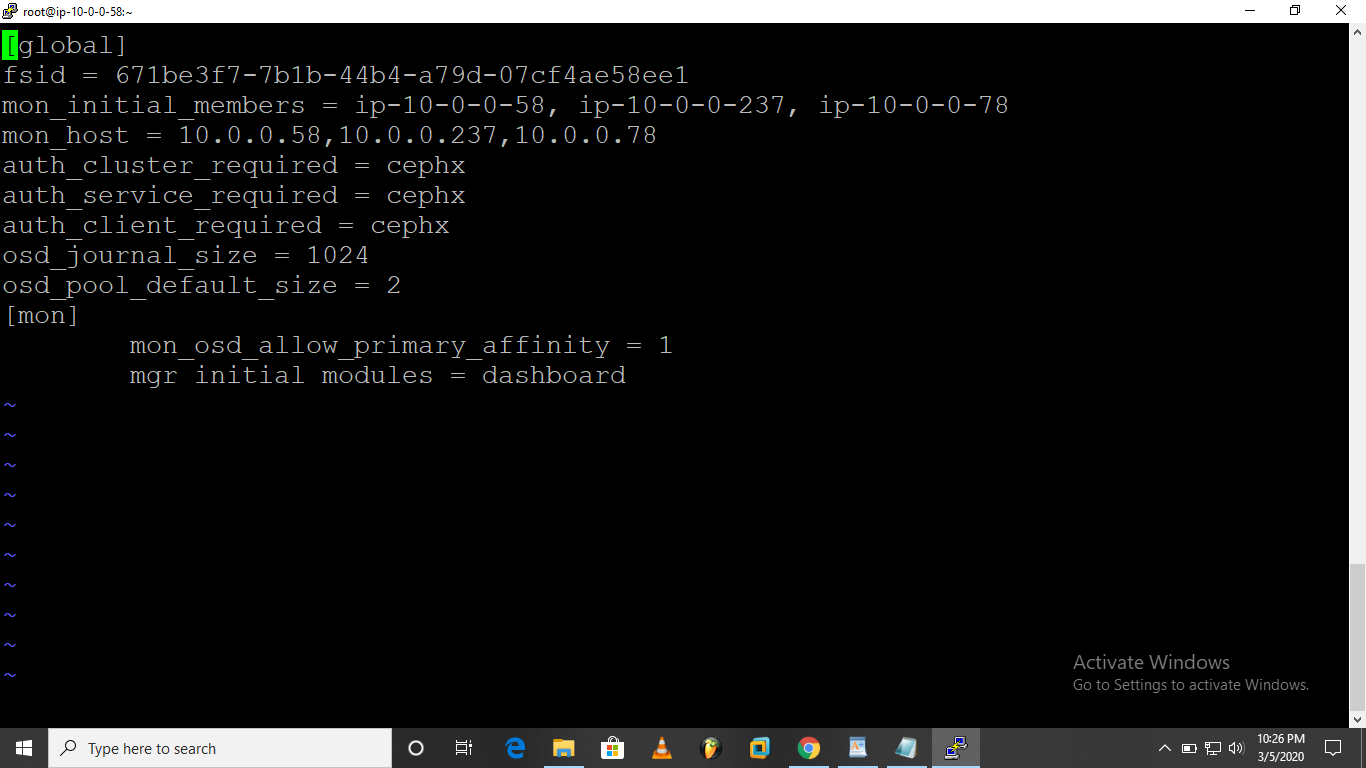 root@ip-10-0-0-58:~
[global]
fsid = 671be3f7-7b1b-44b4-a79d-07cf4ae58ee1
mon_initial_members = ip-10-0-0-58, ip-10-0-0-237, ip-10-0-0-78
mon_host = 10.0.0.58,10.0.0.237,10.0.0.78
auth_cluster_required = cephx
auth_service_required = cephx
auth_client_required = cephx
osd_journal_size = 1024
osd_pool_default_size = 2
[mon]
        mon_osd_allow_primary_affinity = 1
        mgr initial modules = dashboard
~
~
~
~
~
~
~
~
~
~
Activate Windows
Go to Settings to activate Windows.
Type here to search
10:26 PM
3/5/2020